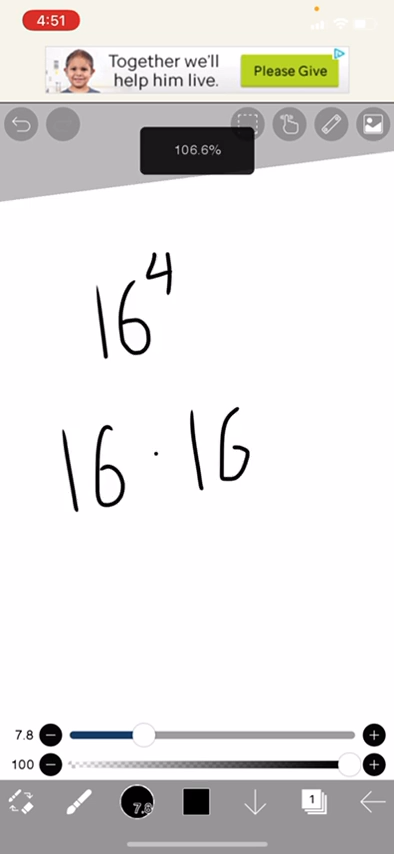 4:51
Together we'll
help him live.
Please Give
106.6%
16⁴
16 · 16
7.8
100
7.8
1